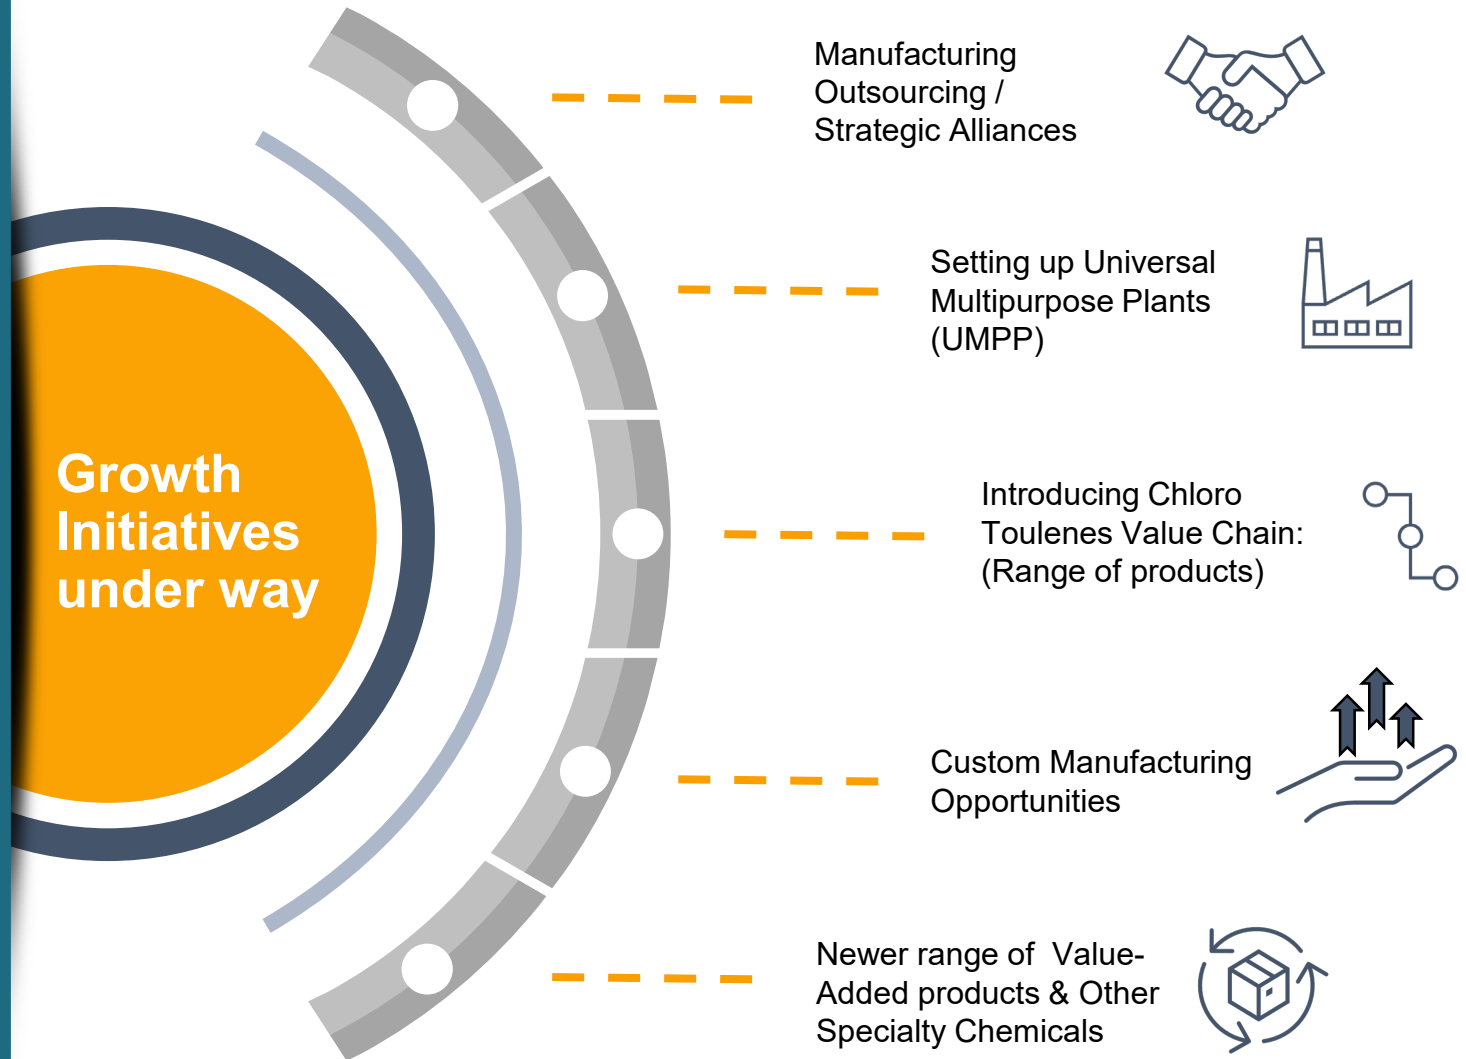 Growth
Initiatives
under way
Manufacturing
Outsourcing /
Strategic Alliances
Setting up Universal
Multipurpose Plants
(UMPP)
Introducing Chloro
Toulenes Value Chain:
(Range of products)
Custom Manufacturing
Opportunities
Newer range of  Value-
Added products & Other
Specialty Chemicals